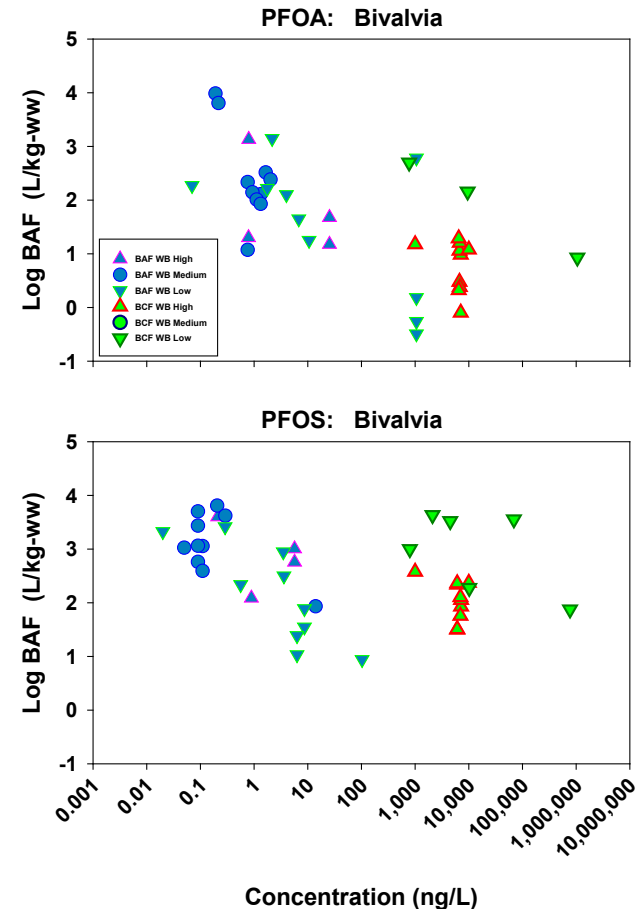 PFOA: Bivalvia
5
4
3
2
1
0
-1
Log BAF (L/kg-ww)
BAF WB High
BAF WB Medium
BAF WB Low
BCF WB High
BCF WB Medium
BCF WB Low
PFOS: Bivalvia
5
4
3
2
1
0
-1
Log BAF (L/kg-ww)
0.001
0.01
0.1
1
10
100
1,000
10,000
100,000
1,000,000
10,000,000
Concentration (ng/L)